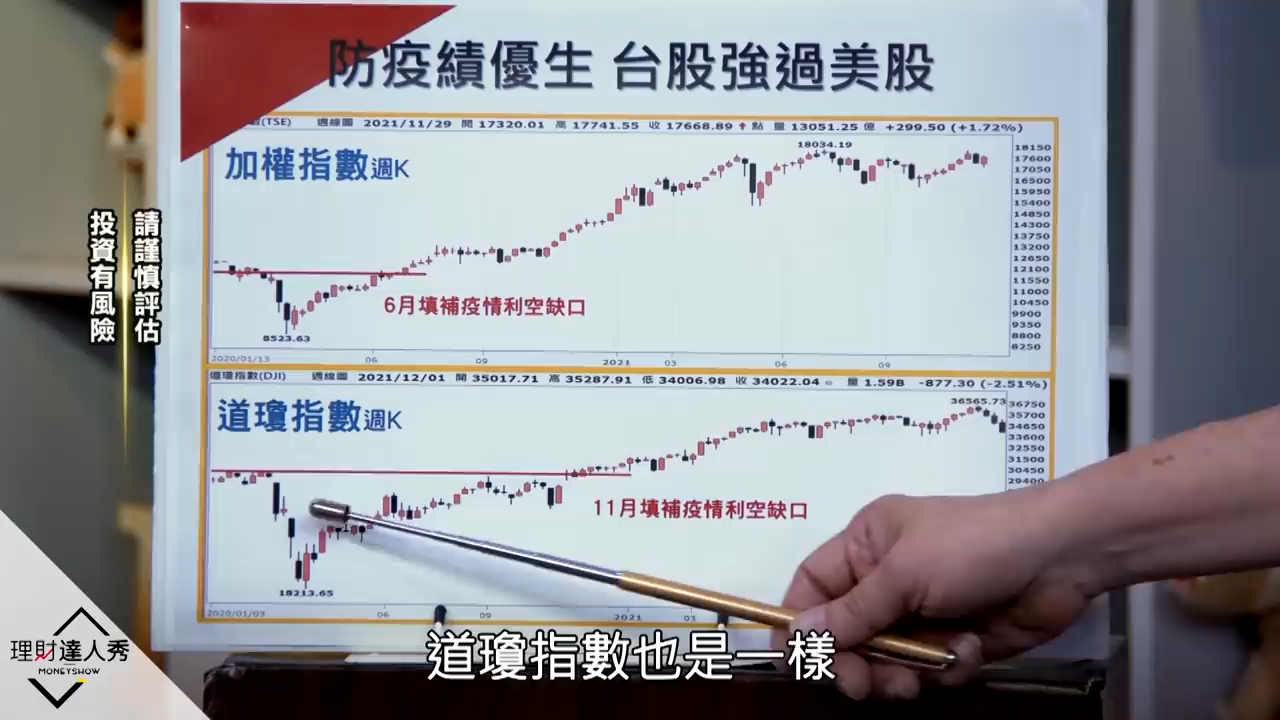 防疫績優生 台股強過美股
數(TSE) 週線圖 2021/11/29 開 17320.01 高 17741.55 收 17668.89 ↑ 點 量 13051.25 億 +299.50 (+1.72%)
加權指數週K
18034.19
18150
17600
17050
16500
15950
15400
14850
14300
13750
13200
12650
12100
11550
11000
10450
9900
9350
8800
8250
6月填補疫情利空缺口
8523.63
2020/01/13 06 09 2021 03 06 09
道瓊指數(DJI) 週線圖 2021/12/01 開 35017.71 高 35287.91 低 34006.98 收 34022.04 量 1.59B -877.30 (-2.51%)
道瓊指數週K
36565.73
36750
35700
34650
33600
32550
31500
30450
29400
11月填補疫情利空缺口
18213.65
2020/01/03 06 09 2021 03
請謹慎評估
投資有風險
理財達人秀
MONEYSHOW
道瓊指數也是一樣